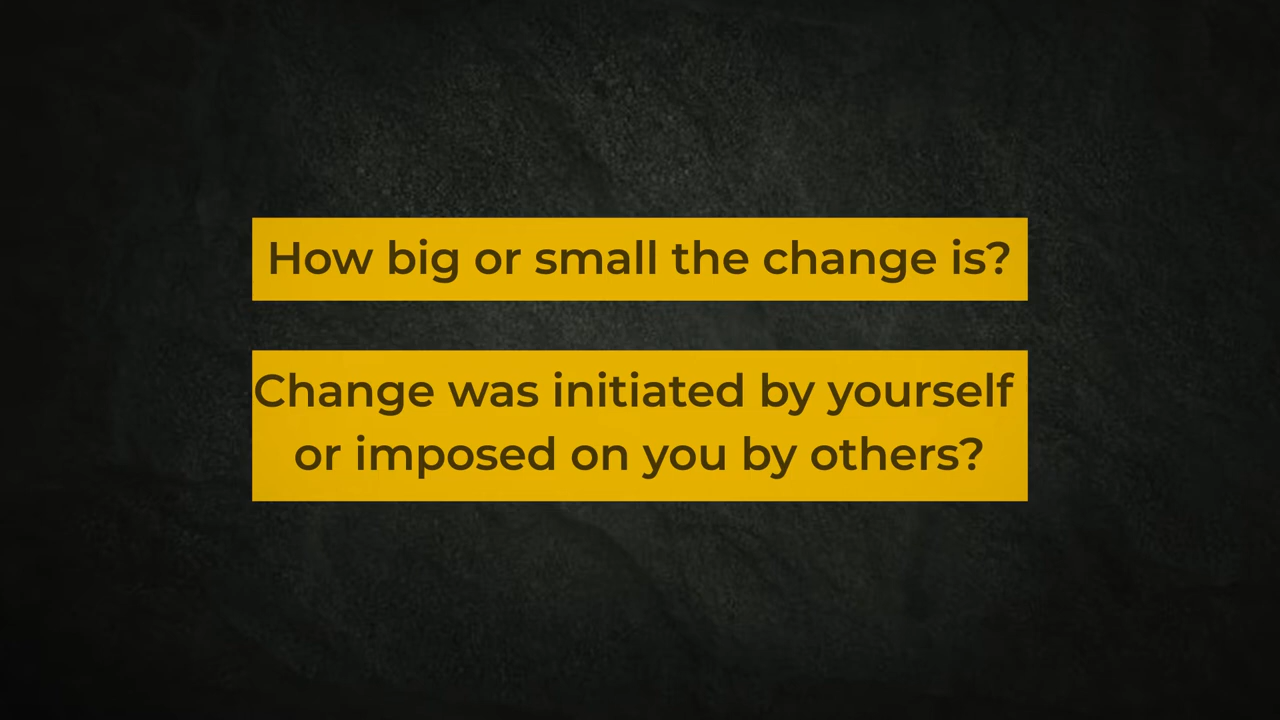 How big or small the change is?
Change was initiated by yourself
or imposed on you by others?